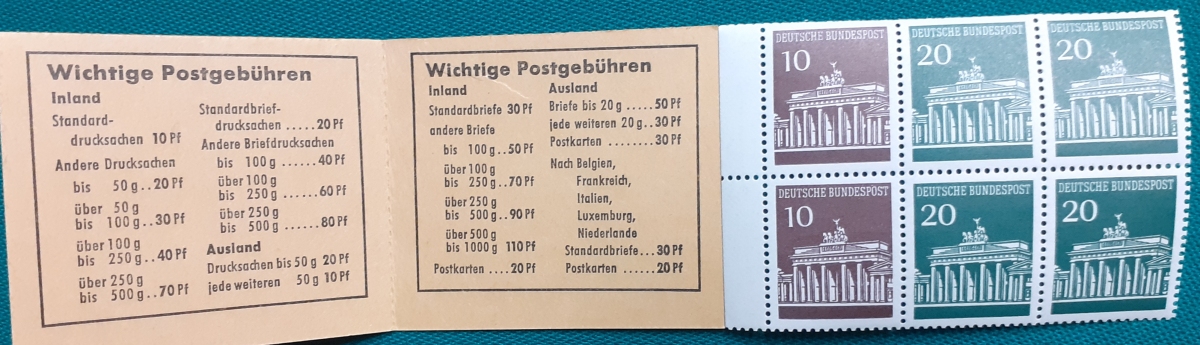 Wichtige Postgebühren
Inland
Standard-
drucksachen 10 Pf
Andere Drucksachen
bis 50 g..20 Pf
über 50 g
bis 100 g..30 Pf
über 100 g
bis 250 g..40 Pf
über 250 g
bis 500 g..70 Pf
Standardbrief-
drucksachen .....20 Pf
Andere Briefdrucksachen
bis 100 g ......40 Pf
über 100 g
bis 250 g ......60 Pf
über 250 g
bis 500 g ......80 Pf
Ausland
Drucksachen bis 50 g 20 Pf
jede weiteren 50 g 10 Pf
Wichtige Postgebühren
Inland
Standardbriefe 30 Pf
andere Briefe
bis 100 g..50 Pf
über 100 g
bis 250 g..70 Pf
über 250 g
bis 500 g..90 Pf
über 500 g
bis 1000 g 110 Pf
Postkarten ....20 Pf
Ausland
Briefe bis 20 g .....50 Pf
jede weiteren 20 g..30 Pf
Postkarten .......30 Pf
Nach Belgien,
Frankreich,
Italien,
Luxemburg,
Niederlande
Standardbriefe...30 Pf
Postkarten ......20 Pf
DEUTSCHE BUNDESPOST
10
DEUTSCHE BUNDESPOST
20
DEUTSCHE BUNDESPOST
20
DEUTSCHE BUNDESPOST
10
DEUTSCHE BUNDESPOST
20
DEUTSCHE BUNDESPOST
20